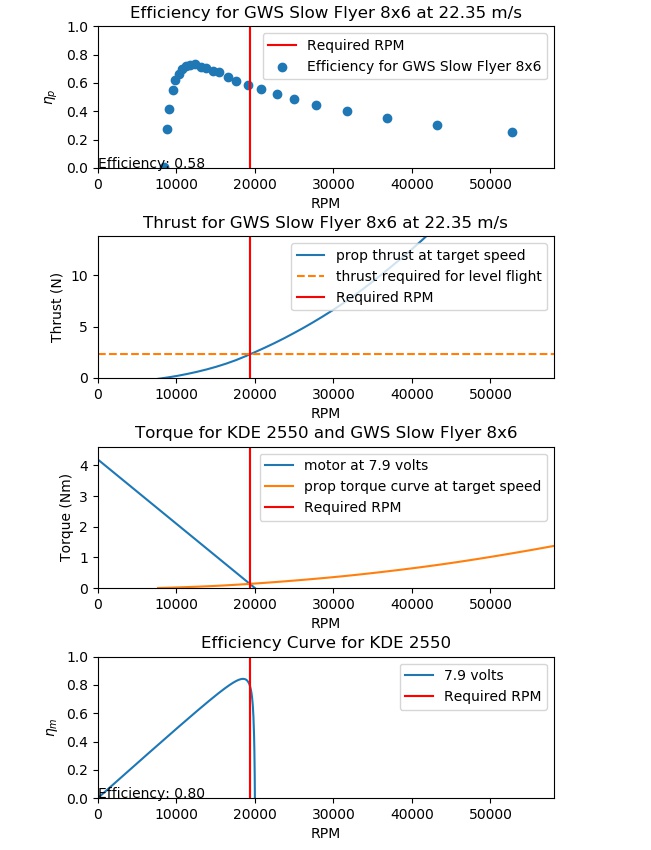 Efficiency for GWS Slow Flyer 8x6 at 22.35 m/s
1.0
0.8
0.6
0.4
0.2
0.0
ηp
Required RPM
Efficiency for GWS Slow Flyer 8x6
Efficiency: 0.58
0 10000 20000 30000 40000 50000
RPM
Thrust for GWS Slow Flyer 8x6 at 22.35 m/s
10
5
0
Thrust (N)
prop thrust at target speed
thrust required for level flight
Required RPM
0 10000 20000 30000 40000 50000
RPM
Torque for KDE 2550 and GWS Slow Flyer 8x6
4
3
2
1
0
Torque (Nm)
motor at 7.9 volts
prop torque curve at target speed
Required RPM
0 10000 20000 30000 40000 50000
RPM
Efficiency Curve for KDE 2550
1.0
0.8
0.6
0.4
0.2
0.0
ηm
7.9 volts
Required RPM
Efficiency: 0.80
0 10000 20000 30000 40000 50000
RPM